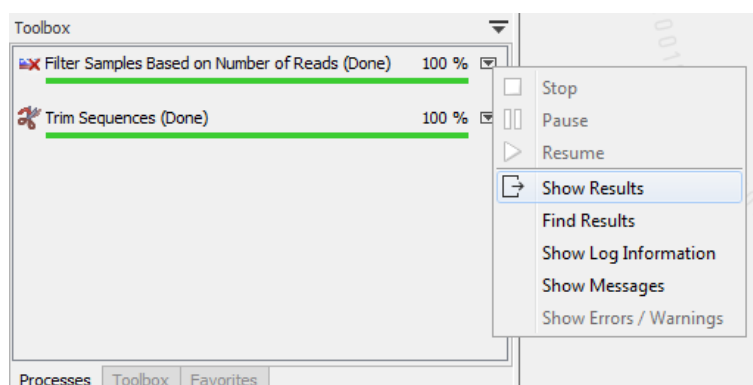 Toolbox
Filter Samples Based on Number of Reads (Done) 100 %
Trim Sequences (Done) 100 %
Stop
Pause
Resume
Show Results
Find Results
Show Log Information
Show Messages
Show Errors / Warnings
Processes Toolbox Favorites